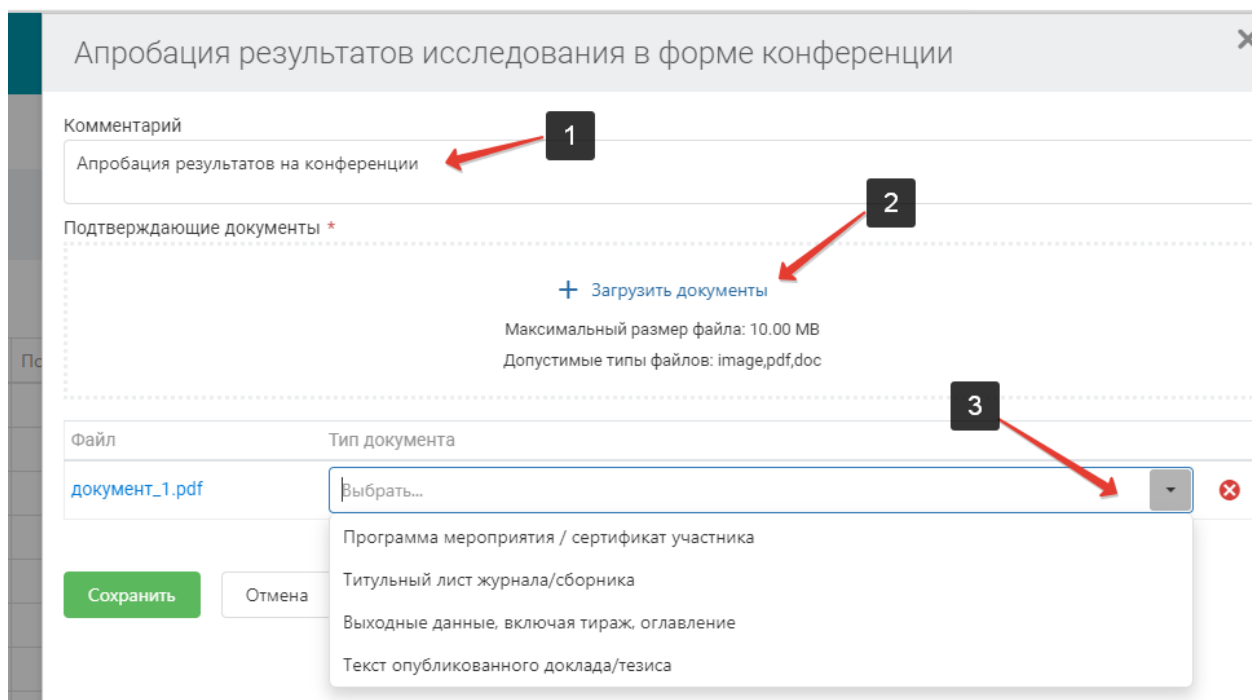 Апробация результатов исследования в форме конференции
Комментарий
1
Апробация результатов на конференции
2
Подтверждающие документы *
+ Загрузить документы
Максимальный размер файла: 10.00 MB
Допустимые типы файлов: image,pdf,doc
По
3
Файл Тип документа
документ_1.pdf Выбрать...
Программа мероприятия / сертификат участника
Титульный лист журнала/сборника
Сохранить Отмена
Выходные данные, включая тираж, оглавление
Текст опубликованного доклада/тезиса